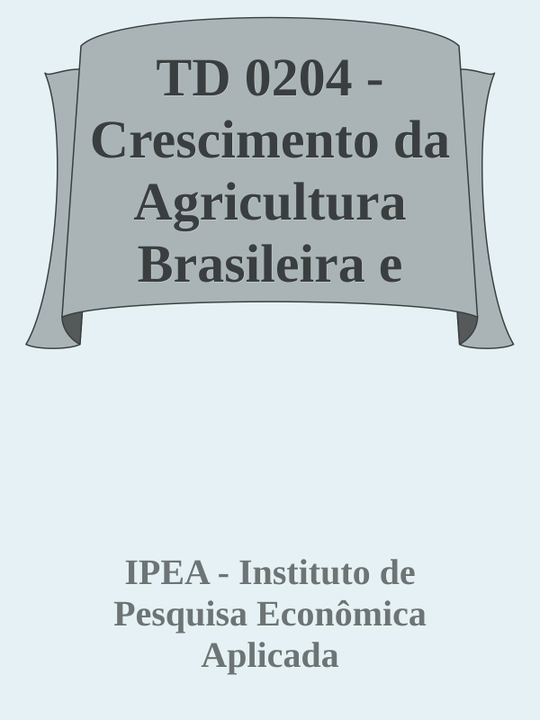 TD 0204 -
Crescimento da
Agricultura
Brasileira e
IPEA - Instituto de
Pesquisa Econômica
Aplicada